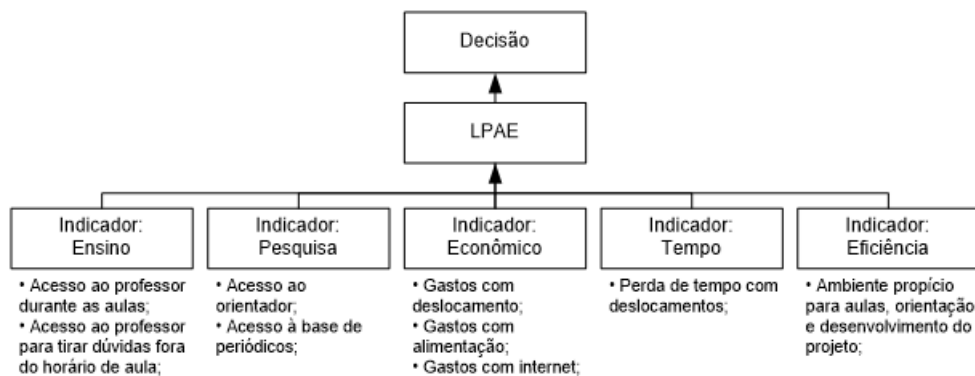 Decisão
LPAE
Indicador:
Ensino
Indicador:
Pesquisa
Indicador:
Econômico
Indicador:
Tempo
Indicador:
Eficiência
• Acesso ao professor
durante as aulas;
• Acesso ao professor
para tirar dúvidas fora
do horário de aula;
• Acesso ao
orientador;
• Acesso à base de
periódicos;
• Gastos com
deslocamento;
• Gastos com
alimentação;
• Gastos com internet;
• Perda de tempo com
deslocamentos;
• Ambiente propício
para aulas, orientação
e desenvolvimento do
projeto;